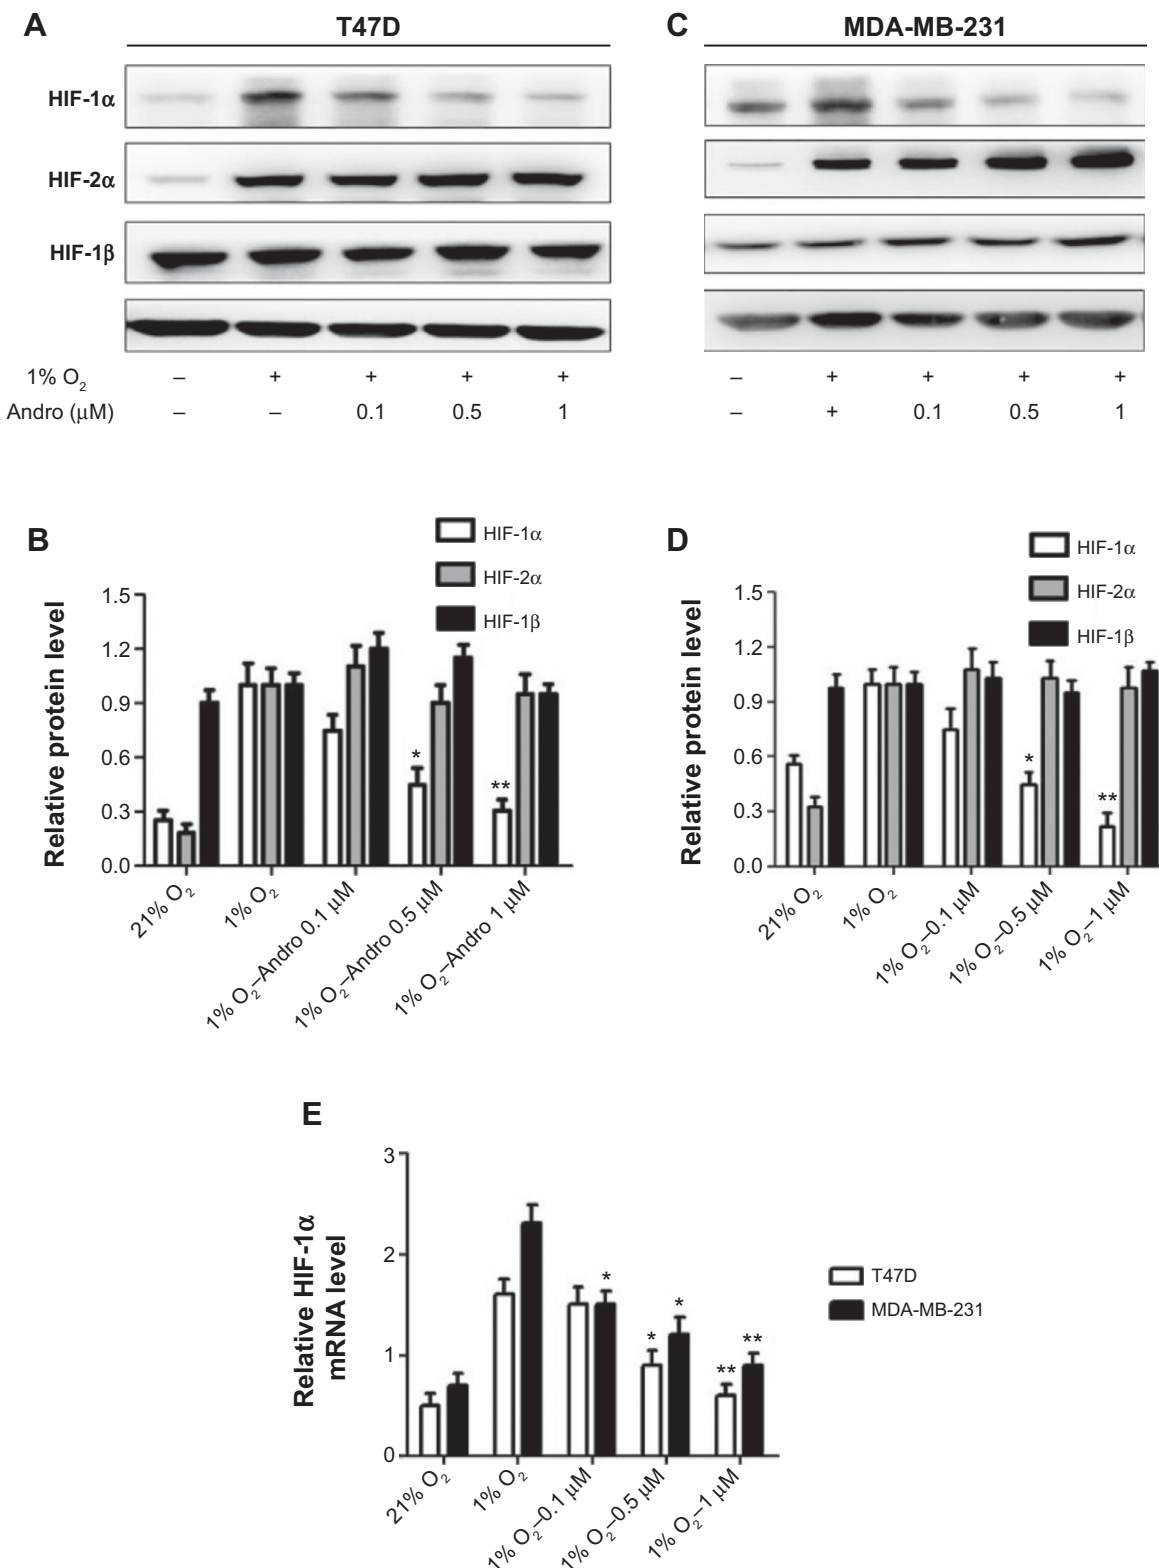 A
T47D
C
MDA-MB-231
HIF-1α
HIF-2α
HIF-1β
1% O2 – + + + + – + + + +
Andro (μM) – – 0.1 0.5 1 – + 0.1 0.5 1
B
HIF-1α
HIF-2α
HIF-1β
Relative protein level
1.5
1.2
0.9
0.6
0.3
0.0
*
**
21% O2
1% O2
1% O2–Andro 0.1 μM
1% O2–Andro 0.5 μM
1% O2–Andro 1 μM
D
HIF-1α
HIF-2α
HIF-1β
Relative protein level
1.5
1.2
0.9
0.6
0.3
0.0
*
**
21% O2
1% O2
1% O2–0.1 μM
1% O2–0.5 μM
1% O2–1 μM
E
Relative HIF-1α
mRNA level
3
2
1
0
*
*
*
**
**
T47D
MDA-MB-231
21% O2
1% O2
1% O2–0.1 μM
1% O2–0.5 μM
1% O2–1 μM